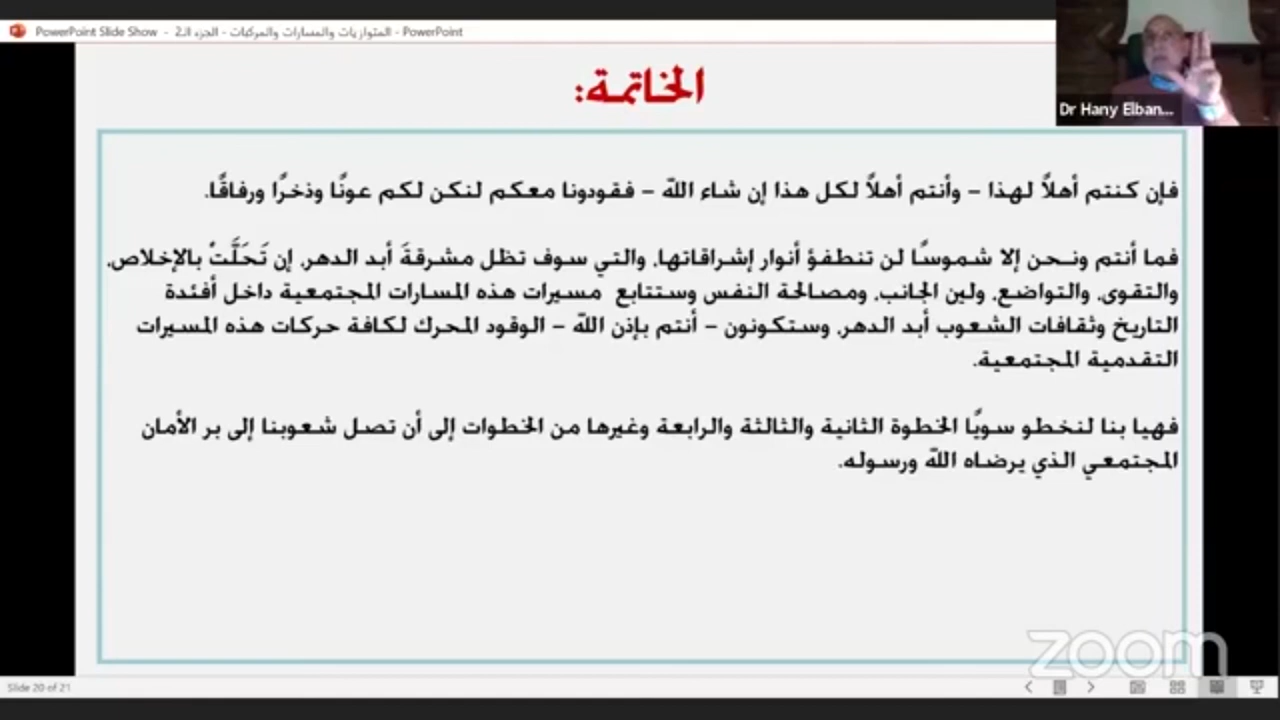 PowerPoint Slide Show - المتوازيات والمسارات والمركبات - الجزء الـ2 - PowerPoint
Dr Hany Elban...
الخاتمة:
فإن كنتم أهلاً لهذا – وأنتم أهلاً لكل هذا إن شاء الله – فقودونا معكم لنكن لكم عونًا وذخرًا ورفاقًا.
فما أنتم ونحن إلا شموسًا لن تنطفؤ أنوار إشراقاتها، والتي سوف تظل مشرقةً أبد الدهر، إن تَحَلَّتْ بالإخلاص،
والتقوى، والتواضع، ولين الجانب، ومصالحة النفس وستتابع مسيرات هذه المسارات المجتمعية داخل أفئدة
التاريخ وثقافات الشعوب أبد الدهر، وستكونون – أنتم بإذن الله – الوقود المحرك لكافة حركات هذه المسيرات
التقدمية المجتمعية.
فهيا بنا لنخطو سويًا الخطوة الثانية والثالثة والرابعة وغيرها من الخطوات إلى أن تصل شعوبنا إلى بر الأمان
المجتمعي الذي يرضاه الله ورسوله.
zoom
Slide 20 of 21